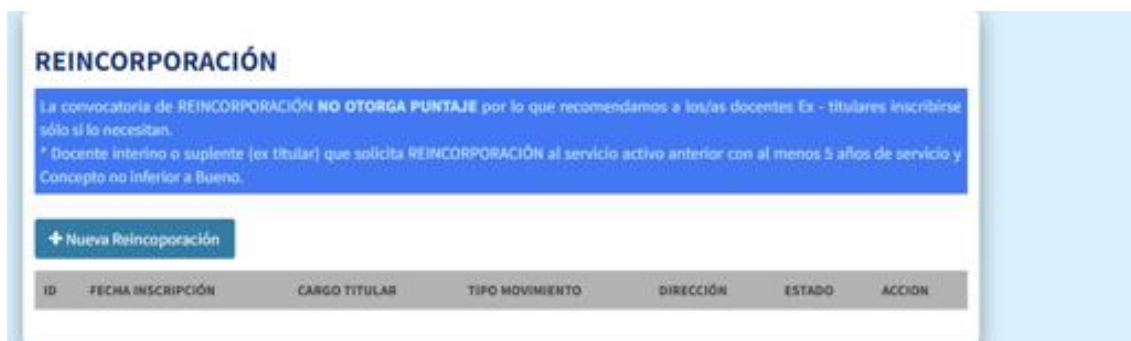 REINCORPORACIÓN
La convocatoria de REINCORPORACIÓN NO OTORGA PUNTAJE por lo que recomendamos a los/as docentes Ex - titulares inscribirse
sólo si lo necesitan.
* Docente interino o suplente (ex titular) que solicita REINCORPORACIÓN al servicio activo anterior con al menos 5 años de servicio y
Concepto no inferior a Bueno.
+ Nueva Reincoporación
ID FECHA INSCRIPCIÓN CARGO TITULAR TIPO MOVIMIENTO DIRECCIÓN ESTADO ACCION